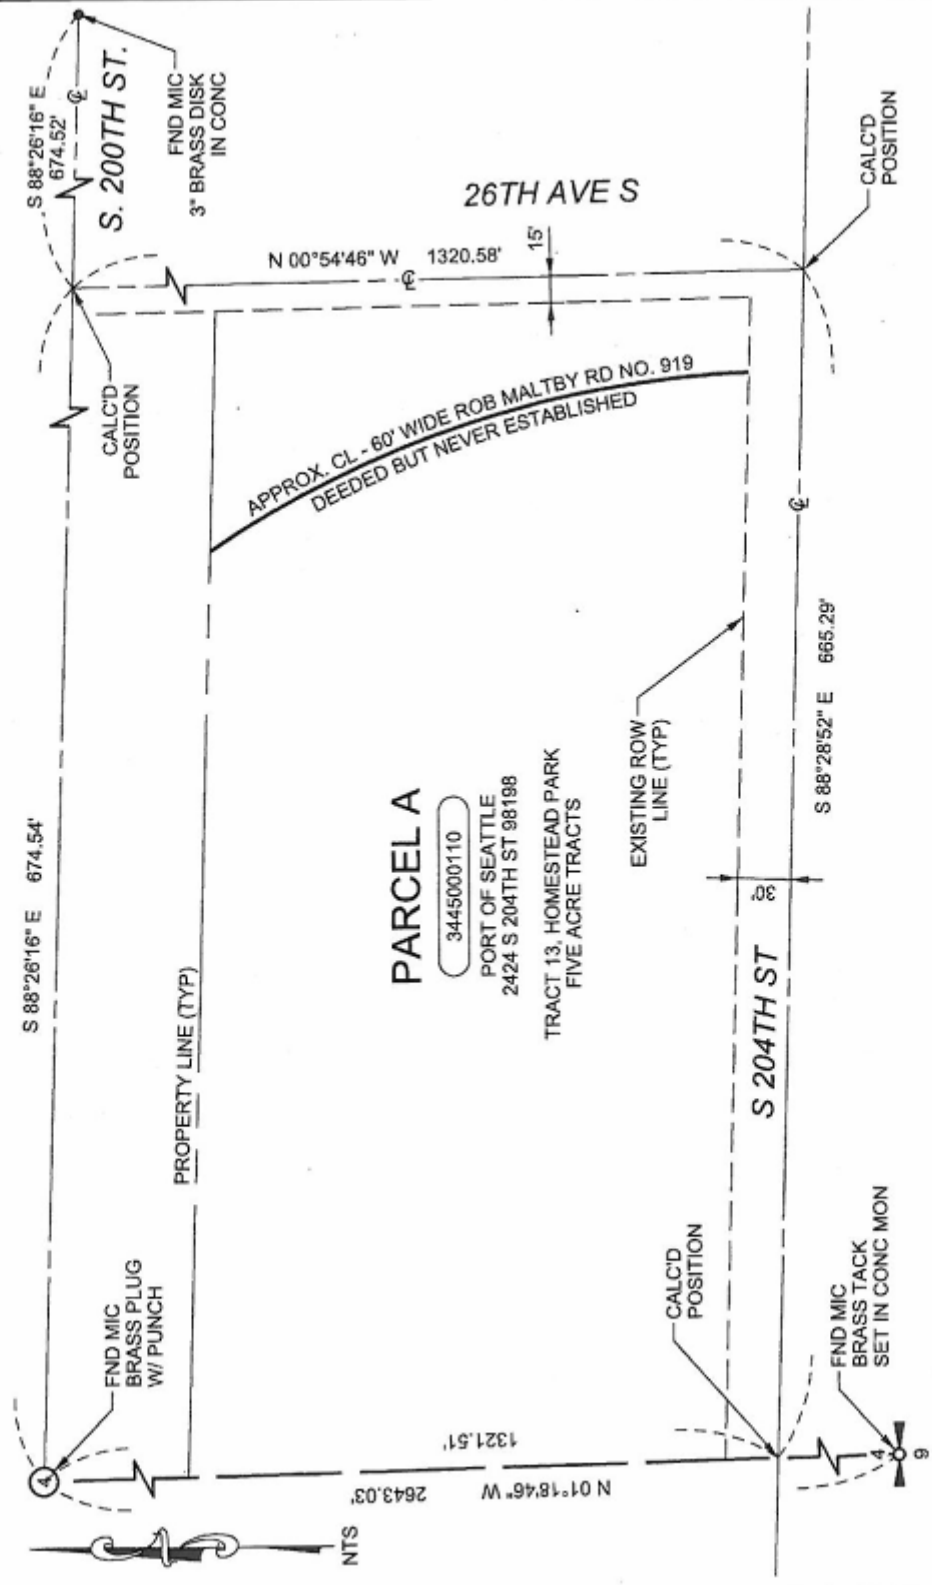 S 88°26'16" E
674.52'
℄
S. 200TH ST.
FND MIC
3" BRASS DISK
IN CONC
26TH AVE S
N 00°54'46" W 1320.58'
℄
15'
CALC'D
POSITION
CALC'D
POSITION
APPROX. CL - 60' WIDE ROB MALTBY RD NO. 919
DEEDED BUT NEVER ESTABLISHED
S 88°26'16" E 674.54'
PROPERTY LINE (TYP)
PARCEL A
3445000110
PORT OF SEATTLE
2424 S 204TH ST 98198
TRACT 13, HOMESTEAD PARK
FIVE ACRE TRACTS
EXISTING ROW
LINE (TYP)
℄
S 88°28'52" E 665.29'
30'
S 204TH ST
4
FND MIC
BRASS PLUG
W/ PUNCH
1321.51'
N 01°18'46" W 2643.03'
CALC'D
POSITION
FND MIC
BRASS TACK
SET IN CONC MON
4
9
NTS